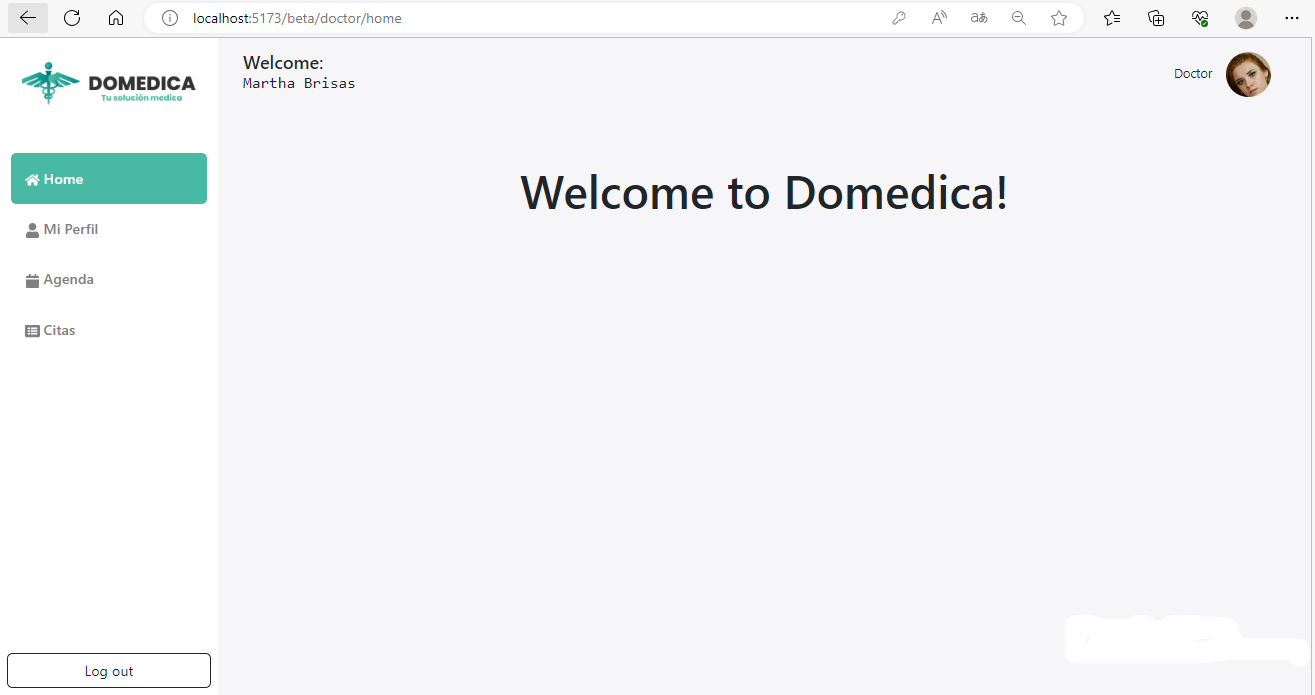 localhost:5173/beta/doctor/home
DOMEDICA
Tu solución medica
Welcome:
Martha Brisas
Doctor
Home
Mi Perfil
Agenda
Citas
Welcome to Domedica!
Log out